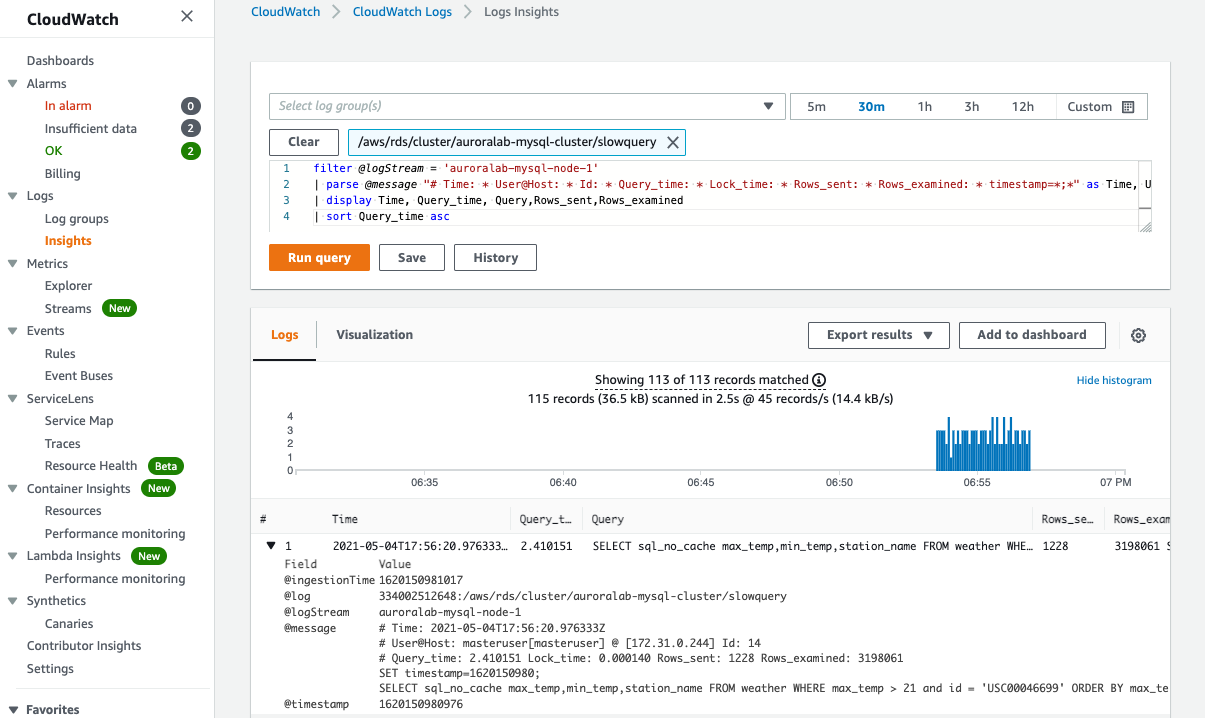 CloudWatch
Dashboards
Alarms
In alarm 0
Insufficient data 2
OK 2
Billing
Logs
Log groups
Insights
Metrics
Explorer
Streams New
Events
Rules
Event Buses
ServiceLens
Service Map
Traces
Resource Health Beta
Container Insights New
Resources
Performance monitoring
Lambda Insights New
Performance monitoring
Synthetics
Canaries
Contributor Insights
Settings
Favorites
CloudWatch CloudWatch Logs Logs Insights
Select log group(s) 5m 30m 1h 3h 12h Custom
Clear /aws/rds/cluster/auroralab-mysql-cluster/slowquery
1 filter @logStream = 'auroralab-mysql-node-1'
2 | parse @message "# Time: * User@Host: * Id: * Query_time: * Lock_time: * Rows_sent: * Rows_examined: * timestamp=*;*" as Time, U
3 | display Time, Query_time, Query,Rows_sent,Rows_examined
4 | sort Query_time asc
Run query Save History
Logs Visualization Export results Add to dashboard
Showing 113 of 113 records matched
Hide histogram
115 records (36.5 kB) scanned in 2.5s @ 45 records/s (14.4 kB/s)
4
3
2
1
0
06:35 06:40 06:45 06:50 06:55 07 PM
# Time Query_t... Query Rows_se... Rows_exam
1 2021-05-04T17:56:20.976333... 2.410151 SELECT sql_no_cache max_temp,min_temp,station_name FROM weather WHE... 1228 3198061 S
Field Value
@ingestionTime 1620150981017
@log 334002512648:/aws/rds/cluster/auroralab-mysql-cluster/slowquery
@logStream auroralab-mysql-node-1
@message # Time: 2021-05-04T17:56:20.976333Z
# User@Host: masteruser[masteruser] @ [172.31.0.244] Id: 14
# Query_time: 2.410151 Lock_time: 0.000140 Rows_sent: 1228 Rows_examined: 3198061
SET timestamp=1620150980;
SELECT sql_no_cache max_temp,min_temp,station_name FROM weather WHERE max_temp > 21 and id = 'USC00046699' ORDER BY max_te
@timestamp 1620150980976